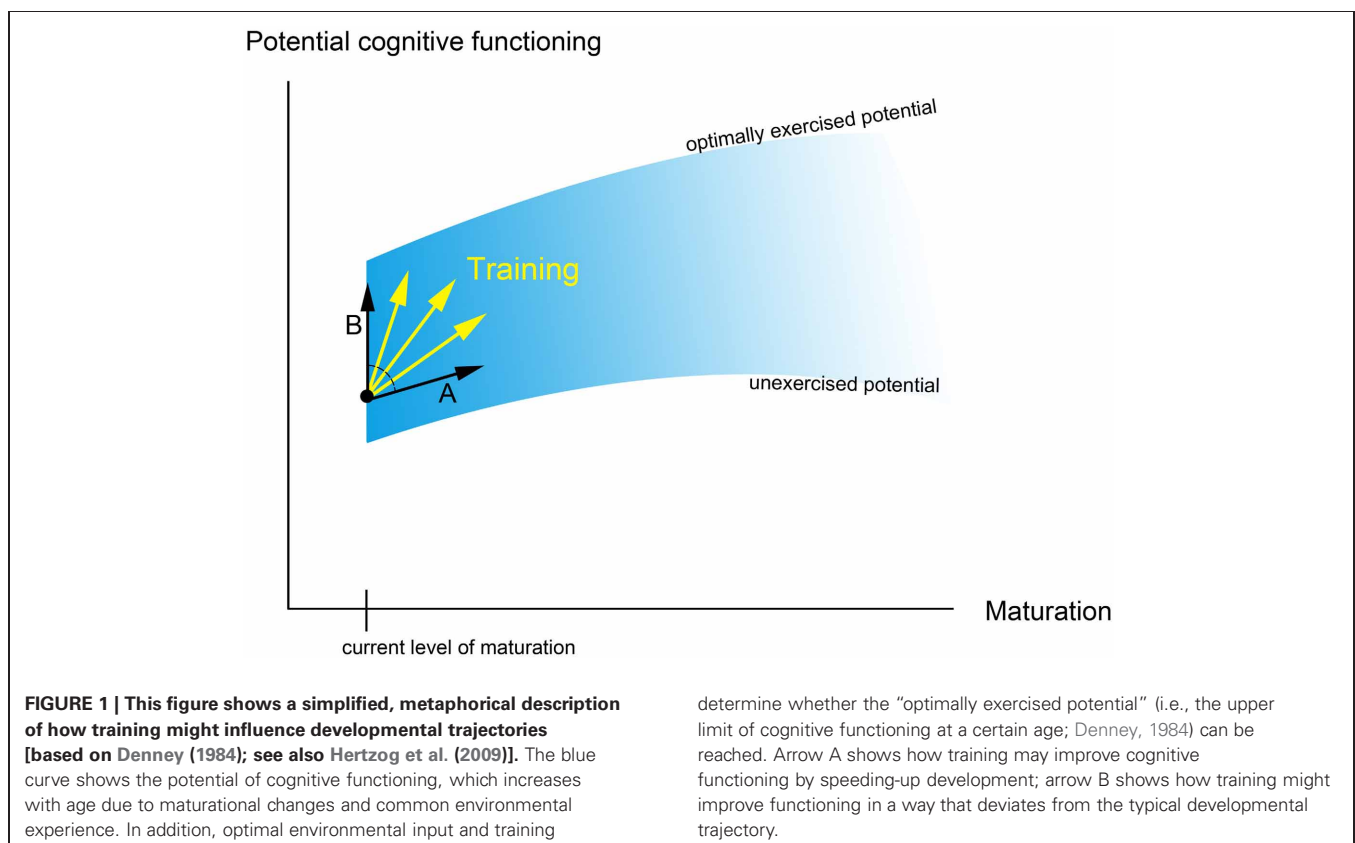 Potential cognitive functioning
optimally exercised potential
Training
B
A
unexercised potential
Maturation
current level of maturation
FIGURE 1 | This figure shows a simplified, metaphorical description
of how training might influence developmental trajectories
[based on Denney (1984); see also Hertzog et al. (2009)]. The blue
curve shows the potential of cognitive functioning, which increases
with age due to maturational changes and common environmental
experience. In addition, optimal environmental input and training
determine whether the “optimally exercised potential” (i.e., the upper
limit of cognitive functioning at a certain age; Denney, 1984) can be
reached. Arrow A shows how training may improve cognitive
functioning by speeding-up development; arrow B shows how training might
improve functioning in a way that deviates from the typical developmental
trajectory.